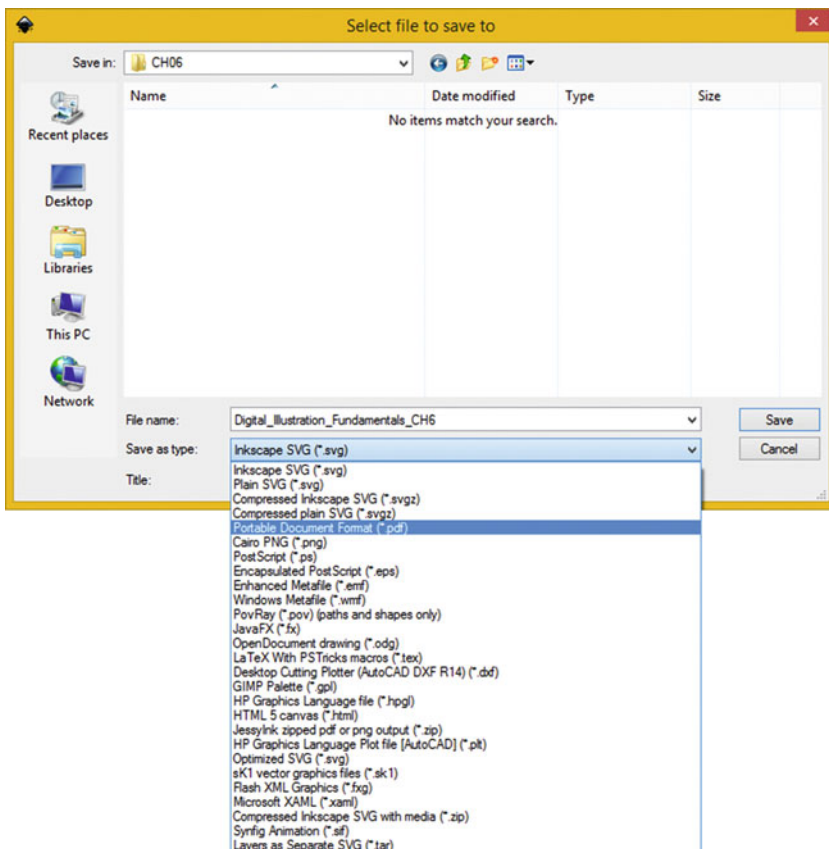 Select file to save to
Save in: CH06
Name Date modified Type Size
No items match your search.
Recent places
Desktop
Libraries
This PC
Network
File name: Digital_Illustration_Fundamentals_CH6 Save
Save as type: Inkscape SVG (*.svg) Cancel
Title:
Inkscape SVG (*.svg)
Plain SVG (*.svg)
Compressed Inkscape SVG (*.svgz)
Compressed plain SVG (*.svgz)
Portable Document Format (*.pdf)
Cairo PNG (*.png)
PostScript (*.ps)
Encapsulated PostScript (*.eps)
Enhanced Metafile (*.emf)
Windows Metafile (*.wmf)
PovRay (*.pov) (paths and shapes only)
JavaFX (*.fx)
OpenDocument drawing (*.odg)
LaTeX With PSTricks macros (*.tex)
Desktop Cutting Plotter (AutoCAD DXF R14) (*.dxf)
GIMP Palette (*.gpl)
HP Graphics Language file (*.hpgl)
HTML 5 canvas (*.html)
JessyInk zipped pdf or png output (*.zip)
HP Graphics Language Plot file [AutoCAD] (*.plt)
Optimized SVG (*.svg)
sK1 vector graphics files (*.sk1)
Flash XML Graphics (*.fxg)
Microsoft XAML (*.xaml)
Compressed Inkscape SVG with media (*.zip)
Synfig Animation (*.sif)
Layers as Separate SVG (*.tar)